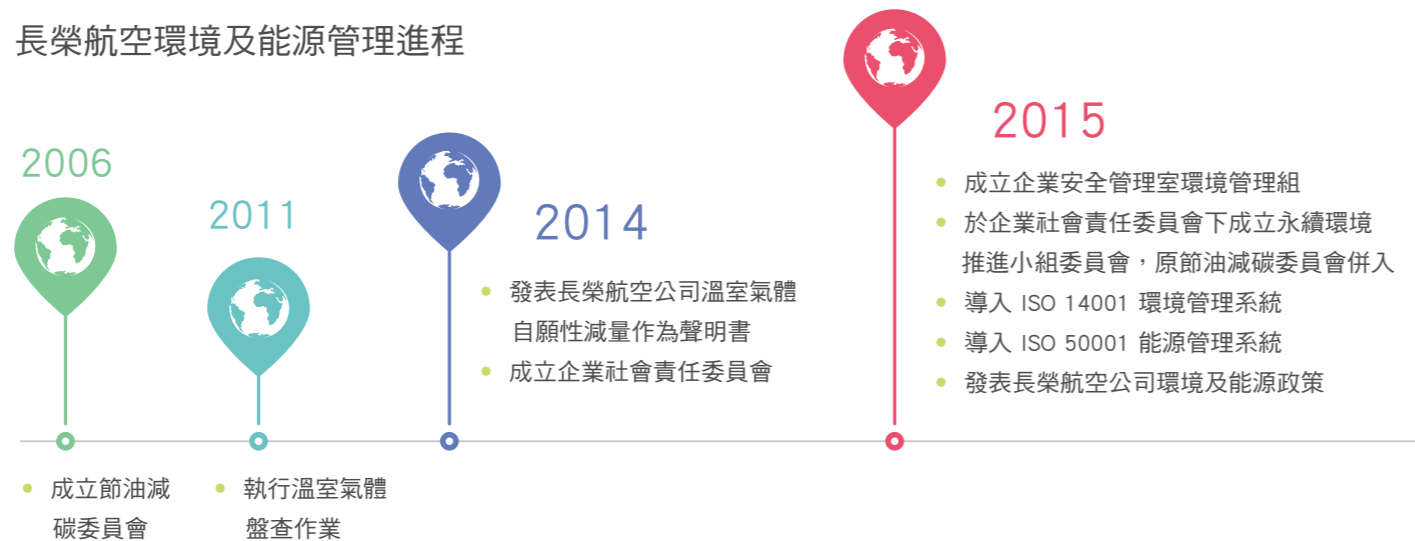 長榮航空環境及能源管理進程
2006
成立節油減
碳委員會
2011
執行溫室氣體
盤查作業
2014
發表長榮航空公司溫室氣體
自願性減量作為聲明書
成立企業社會責任委員會
2015
成立企業安全管理室環境管理組
於企業社會責任委員會下成立永續環境
推進小組委員會，原節油減碳委員會併入
導入 ISO 14001 環境管理系統
導入 ISO 50001 能源管理系統
發表長榮航空公司環境及能源政策